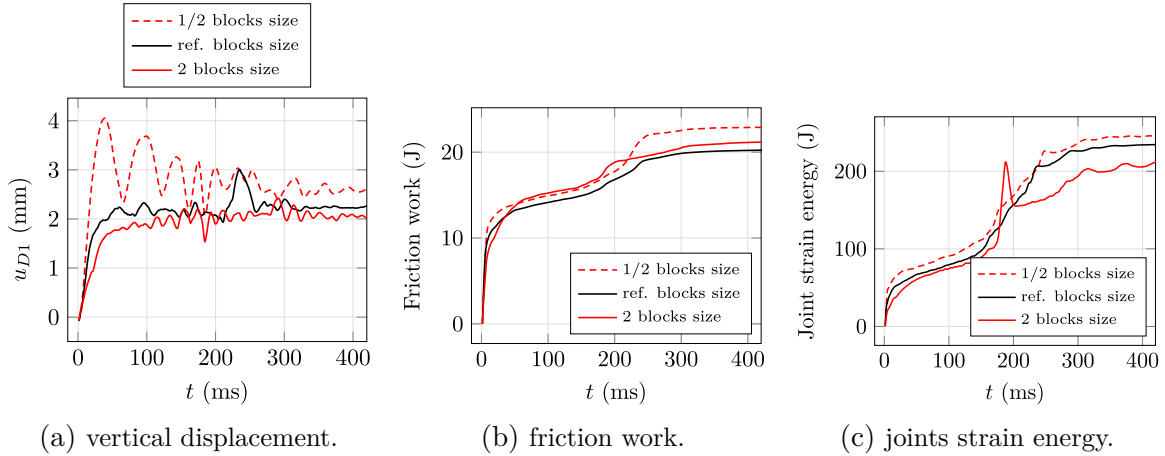 1/2 blocks size
ref. blocks size
2 blocks size
4
3
2
1
0
u_{D1} (mm)
0 100 200 300 400
t (ms)
(a) vertical displacement.
20
10
0
Friction work (J)
1/2 blocks size
ref. blocks size
2 blocks size
0 100 200 300 400
t (ms)
(b) friction work.
200
100
0
Joint strain energy (J)
1/2 blocks size
ref. blocks size
2 blocks size
0 100 200 300 400
t (ms)
(c) joints strain energy.